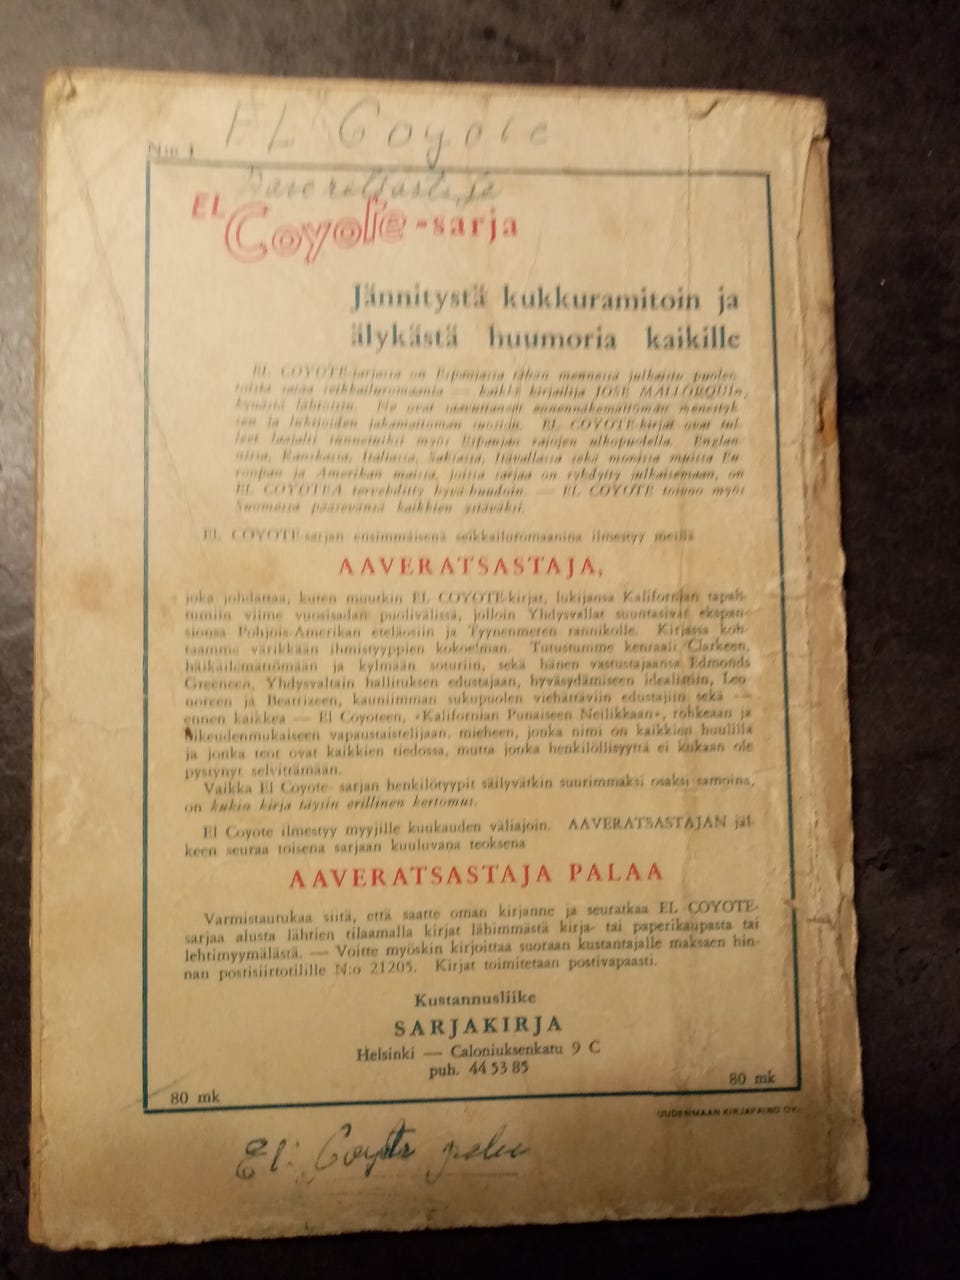 EL Coyote
N:o 1
Aaveratsastaja
EL Coyote -sarja
Jännitystä kukkuramitoin ja
älykästä huumoria kaikille
EL COYOTE-sarjassa on Espanjassa tähän mennessä julkaistu puolen-
toista sataa seikkailuromaania — kaikki kirjailija JOSE MALLORQUIn
kynästä lähtöisin. Ne ovat saavuttaneet ennennäkemättömän menestyk-
sen ja lukijoiden jakamattoman suosion. EL COYOTE-kirjat ovat tul-
leet laajalti tunnetuiksi myös Espanjan rajojen ulkopuolella. Englan-
nissa, Ranskassa, Italiassa, Saksassa, Itävallassa sekä monissa muissa Eu-
roopan ja Amerikan maissa, joissa sarjaa on ryhdytty julkaisemaan, on
EL COYOTEA tervehditty hyvä-huudoin. — EL COYOTE toivoo myös
Suomessa pääsevänsä kaikkien ystäväksi.
EL COYOTE-sarjan ensimmäisenä seikkailuromaanina ilmestyy meillä
AAVERATSASTAJA,
joka johdattaa, kuten muutkin EL COYOTE-kirjat, lukijansa Kalifornian tapah-
tumiin viime vuosisadan puolivälissä, jolloin Yhdysvallat suuntasivat ekspan-
sionsa Pohjois-Amerikan eteläosiin ja Tyynenmeren rannikolle. Kirjassa koh-
taamme värikkään ihmistyyppien kokoelman. Tutustumme kenraali Clarkeen,
häikäilemättömään ja kylmään soturiin, sekä hänen vastustajaansa Edmonds
Greeneen, Yhdysvaltain hallituksen edustajaan, hyväsydämiseen idealistiin, Leo-
noreen ja Beatrizeen, kauniimman sukupuolen viehättäviin edustajiin sekä —
ennen kaikkea — El Coyoteen, »Kalifornian Punaiseen Neilikkaan», rohkeaan ja
oikeudenmukaiseen vapaustaistelijaan, mieheen, jonka nimi on kaikkien huulilla
ja jonka teot ovat kaikkien tiedossa, mutta jonka henkilöllisyyttä ei kukaan ole
pystynyt selvittämään.
Vaikka El Coyote- sarjan henkilötyypit säilyvätkin suurimmaksi osaksi samoina,
on kukin kirja täysin erillinen kertomus.
El Coyote ilmestyy myyjille kuukauden väliajoin. AAVERATSASTAJAN jäl-
keen seuraa toisena sarjaan kuuluvana teoksena
AAVERATSASTAJA PALAA
Varmistautukaa siitä, että saatte oman kirjanne ja seuratkaa EL COYOTE-
sarjaa alusta lähtien tilaamalla kirjat lähimmästä kirja- tai paperikaupasta tai
lehtimyymälästä. — Voitte myöskin kirjoittaa suoraan kustantajalle maksaen hin-
nan postisiirtotilille N:o 21205. Kirjat toimitetaan postivapaasti.
Kustannusliike
SARJAKIRJA
Helsinki — Caloniuksenkatu 9 C
puh. 44 53 85
80 mk
80 mk
UUDENMAAN KIRJAPAINO OY.
El: Coyote